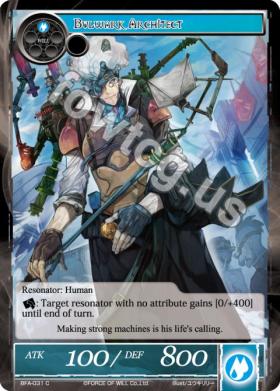 Bulwark Architect
WILL
fowtcg.us
Resonator: Human
: Target resonator with no attribute gains [0/+400]
until end of turn.
Making strong machines is his life's calling.
ATK 100/ DEF 800
BFA-031 C ©FORCE OF WILL Co.,Ltd. Illust/ユウキリリー